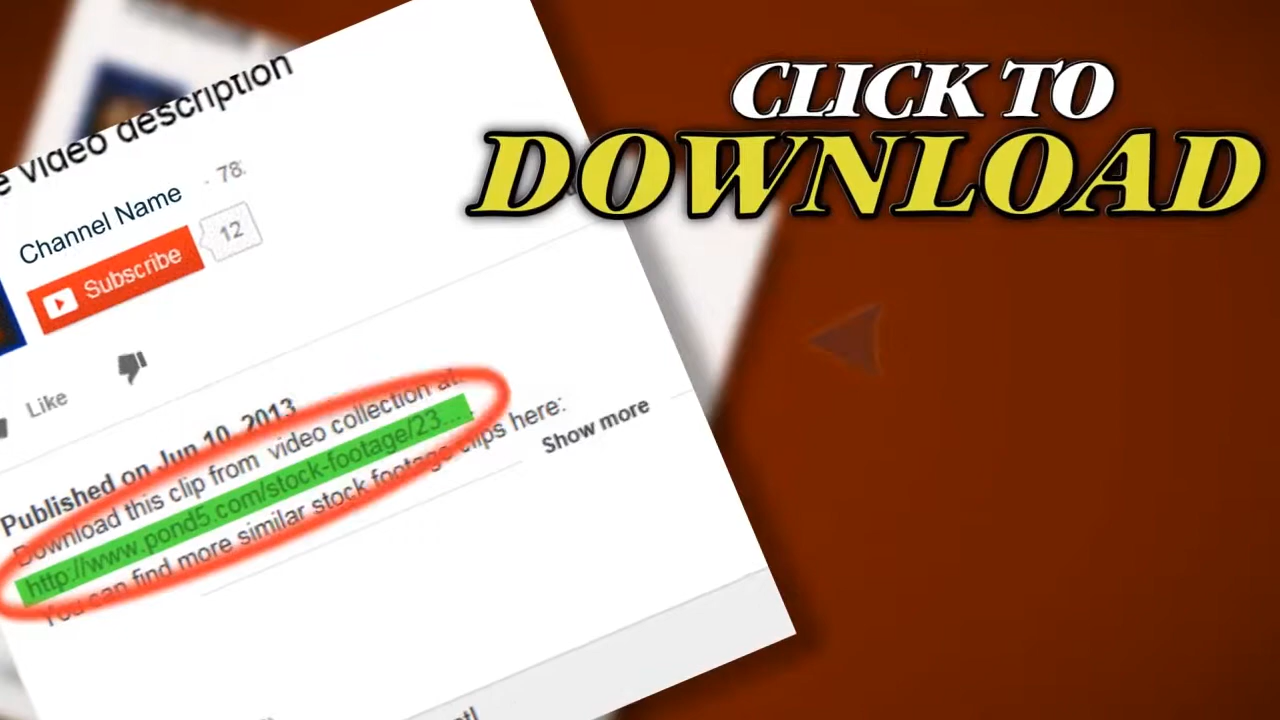 CLICK TO
DOWNLOAD
e video description
Channel Name
Subscribe
12
Like
Published on Jun 10, 2013
Download this clip from video collection at:
http://www.pond5.com/stock-footage/23...
You can find more similar stock footage clips here:
Show more